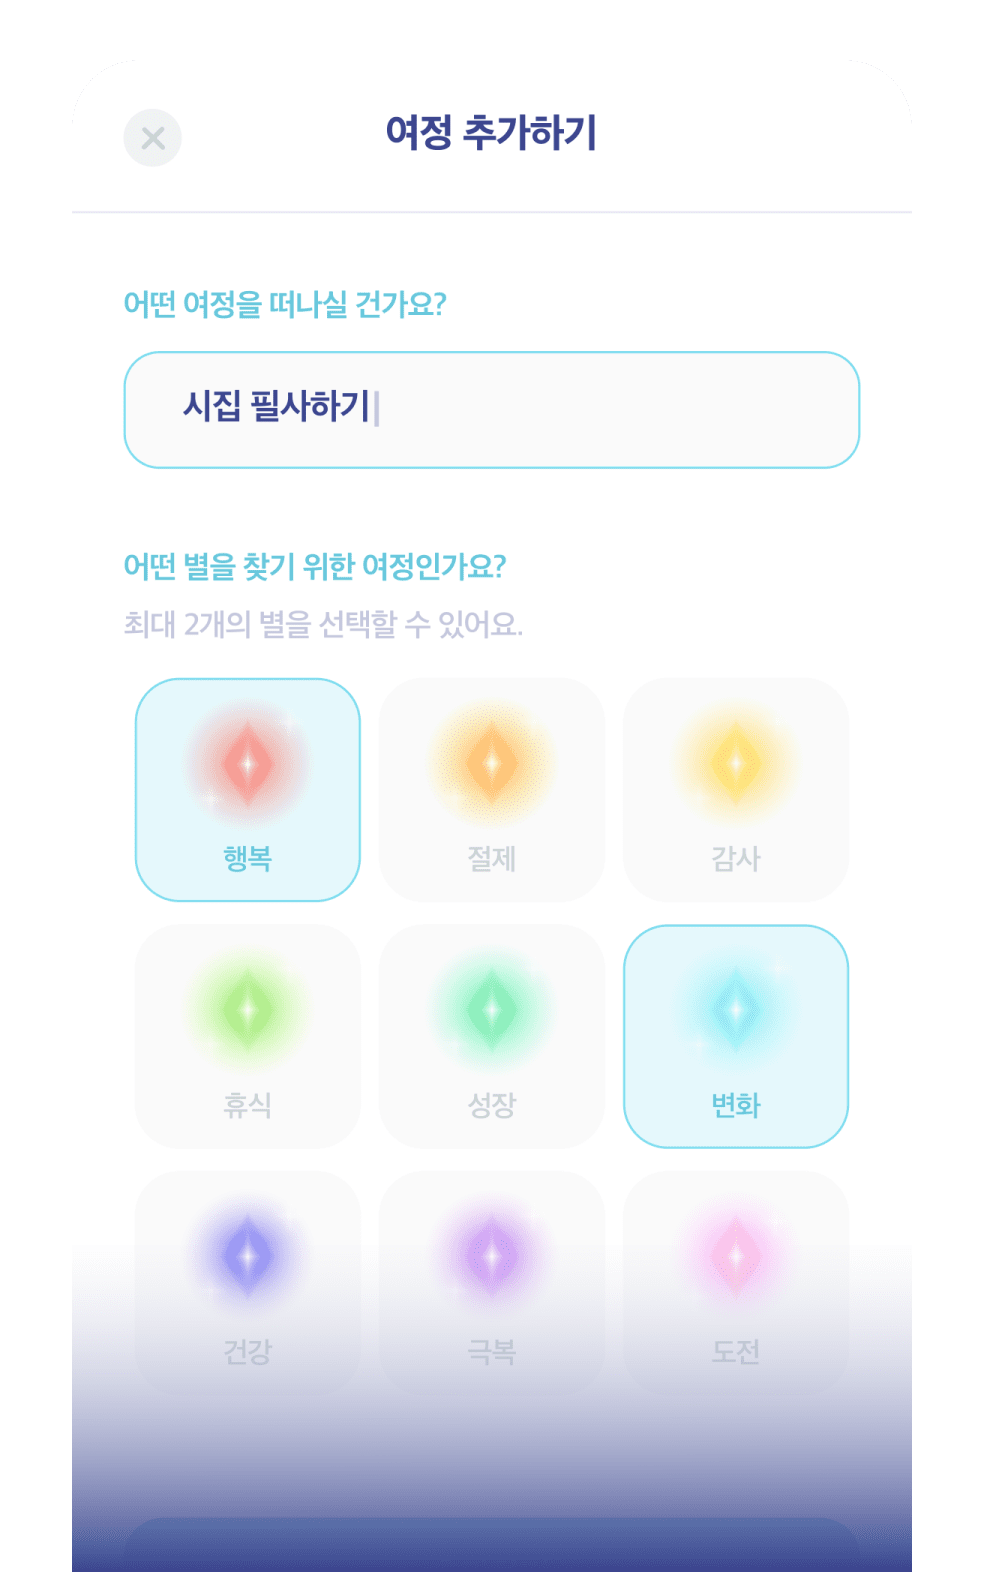 여정 추가하기
어떤 여정을 떠나실 건가요?
시집 필사하기
어떤 별을 찾기 위한 여정인가요?
최대 2개의 별을 선택할 수 있어요.
행복
절제
감사
휴식
성장
변화
건강
극복
도전